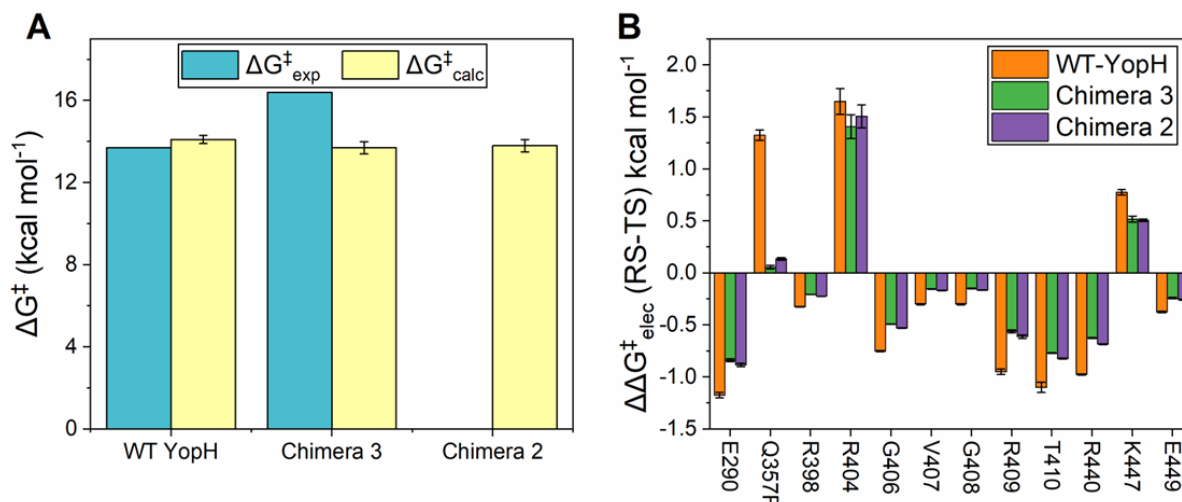 A
ΔG‡exp ΔG‡calc
ΔG‡ (kcal mol-1)
16
12
8
4
0
WT YopH Chimera 3 Chimera 2
B
WT-YopH
Chimera 3
Chimera 2
ΔΔG‡elec (RS-TS) kcal mol-1
2.0
1.5
1.0
0.5
0.0
-0.5
-1.0
-1.5
E290
Q357F
R398
R404
G406
V407
G408
R409
T410
R440
K447
E449